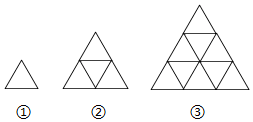 ① ② ③